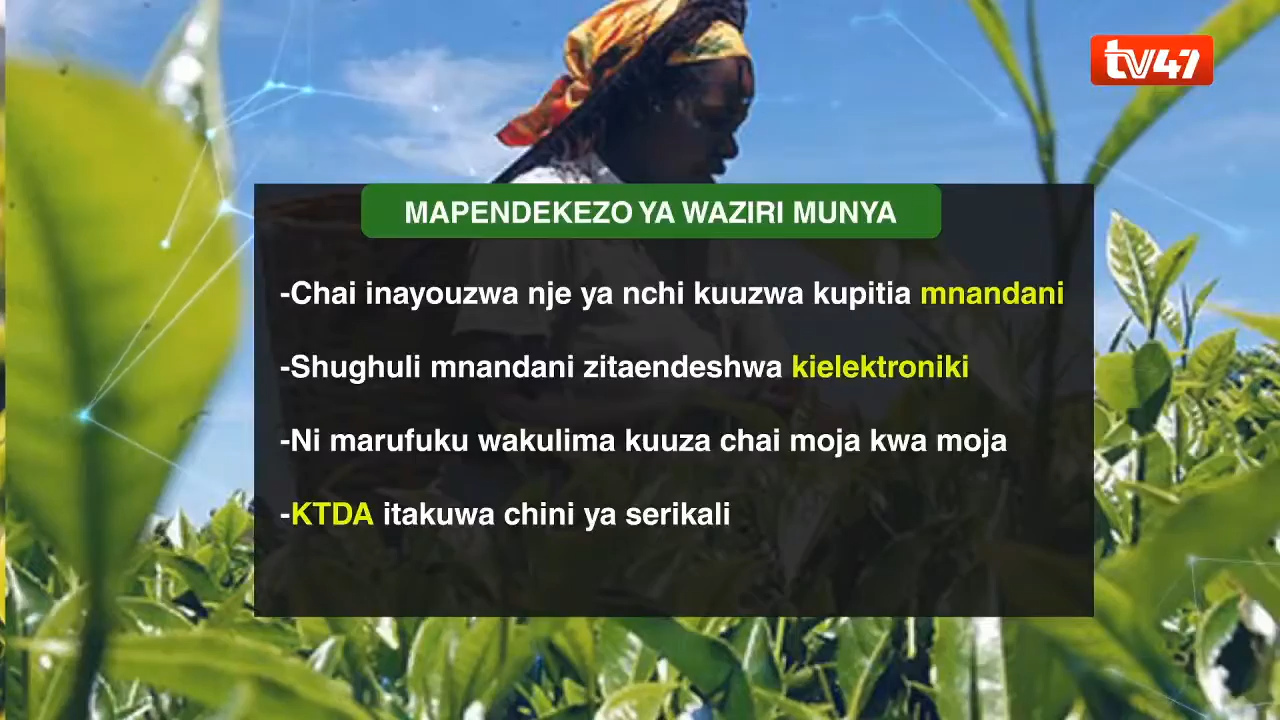 tv47
MAPENDEKEZO YA WAZIRI MUNYA
-Chai inayouzwa nje ya nchi kuuzwa kupitia mnandani
-Shughuli mnandani zitaendeshwa kielektroniki
-Ni marufuku wakulima kuuza chai moja kwa moja
-KTDA itakuwa chini ya serikali